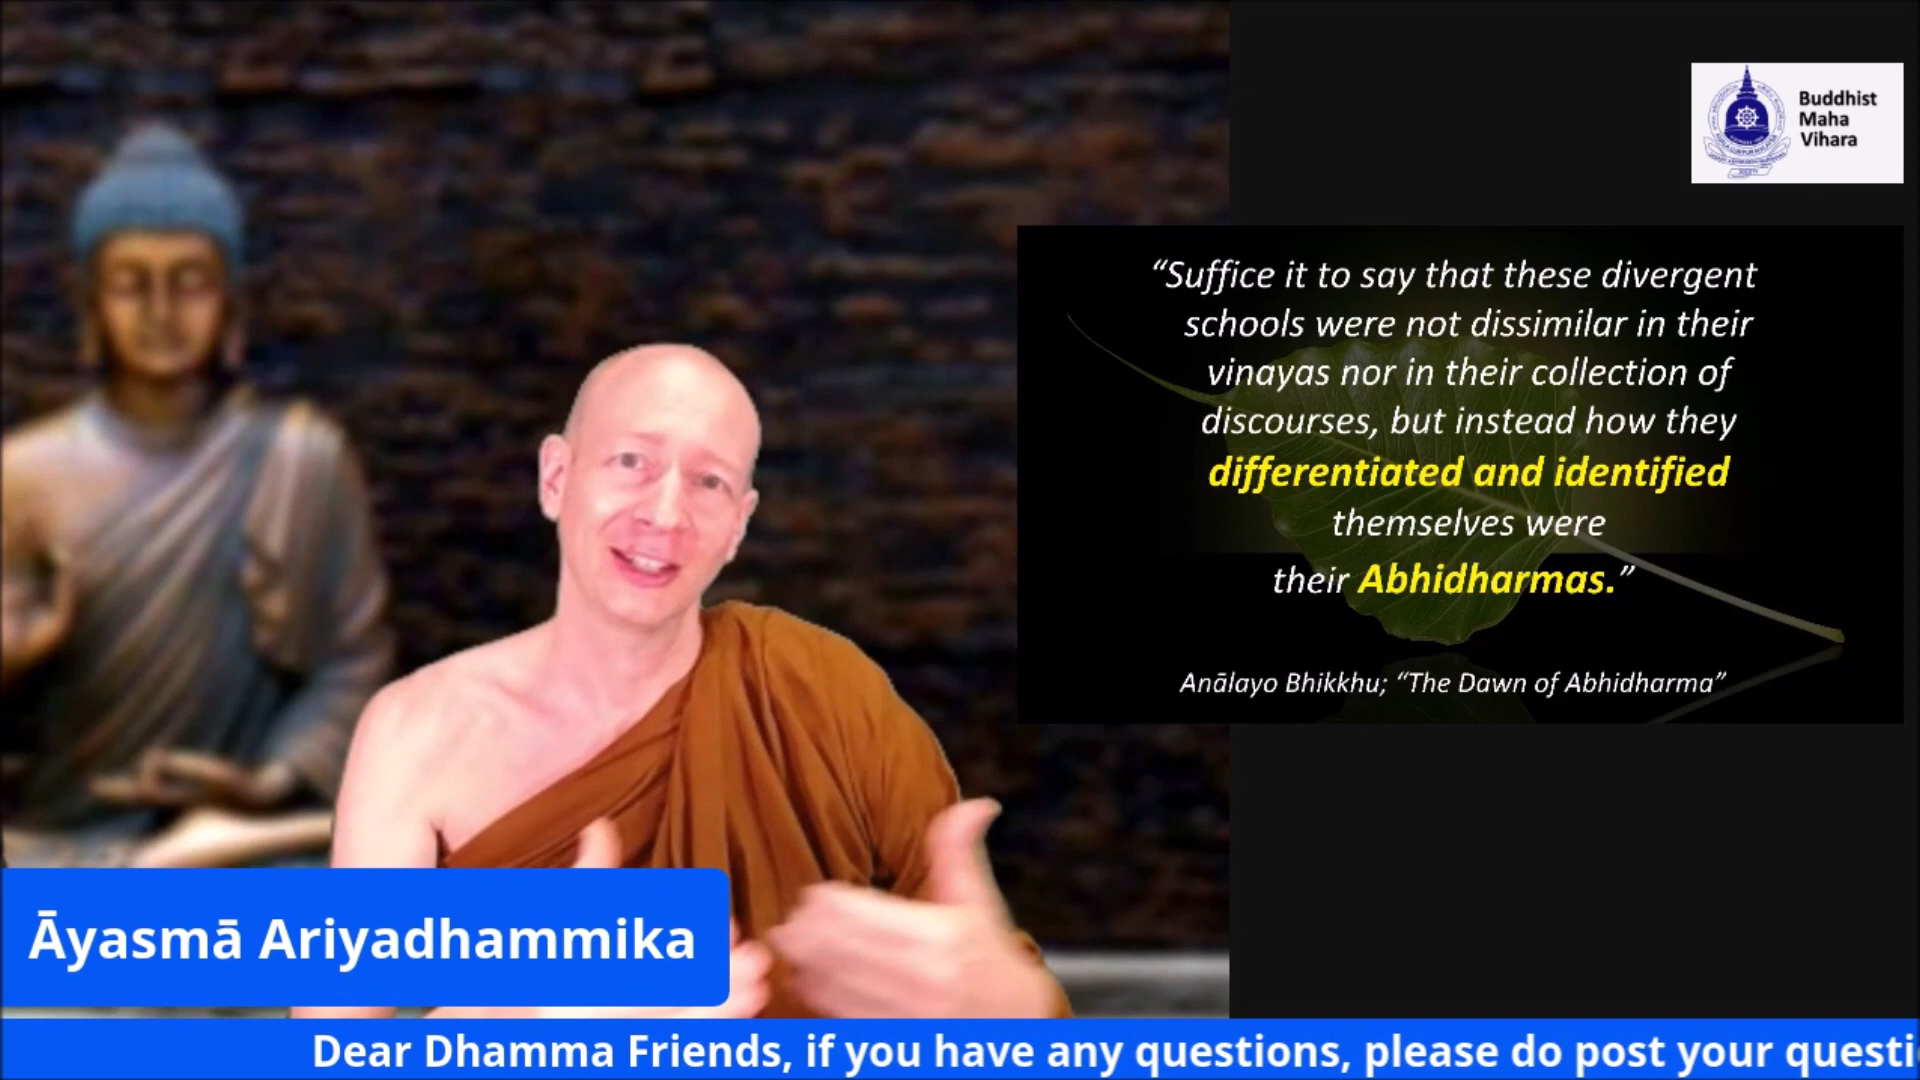 Buddhist
Maha
Vihara
“Suffice it to say that these divergent
schools were not dissimilar in their
vinayas nor in their collection of
discourses, but instead how they
differentiated and identified
themselves were
their Abhidharmas.”
Anālayo Bhikkhu; “The Dawn of Abhidharma”
Āyasmā Ariyadhammika
Dear Dhamma Friends, if you have any questions, please do post your questi